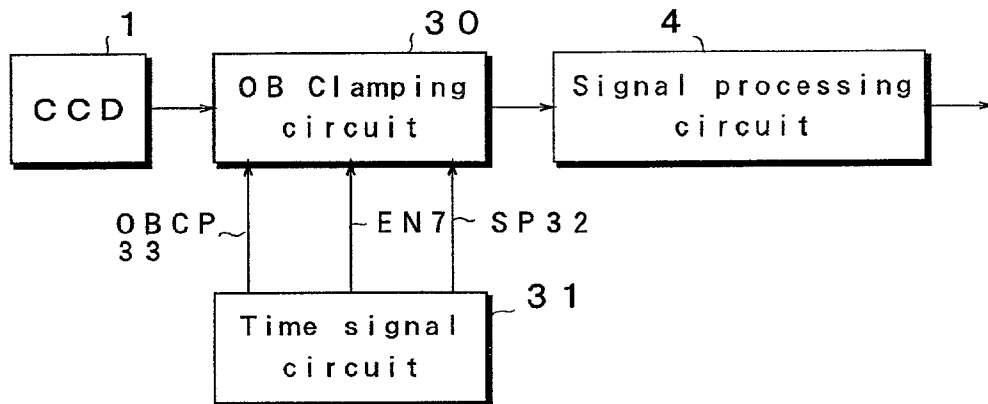 1
30
4
CCD
OB Clamping
circuit
Signal processing
circuit
OBCP
33
EN7
SP32
31
Time signal
circuit